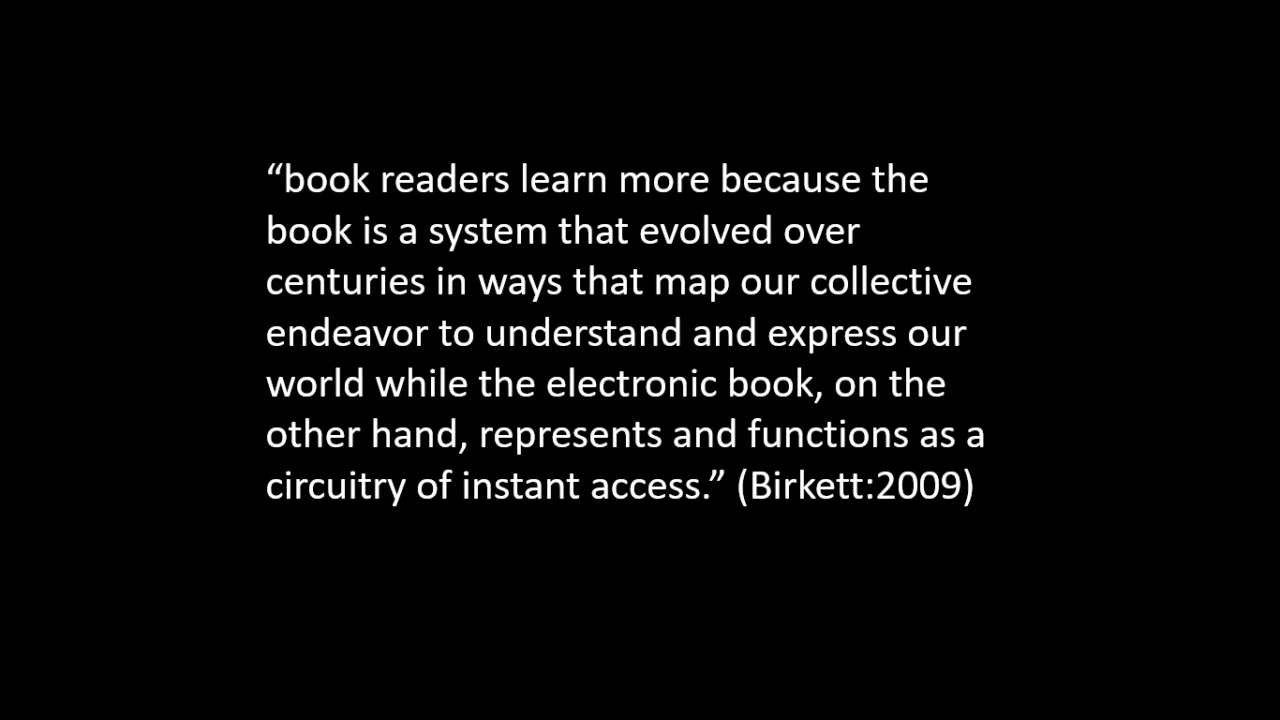 “book readers learn more because the
book is a system that evolved over
centuries in ways that map our collective
endeavor to understand and express our
world while the electronic book, on the
other hand, represents and functions as a
circuitry of instant access.” (Birkett:2009)